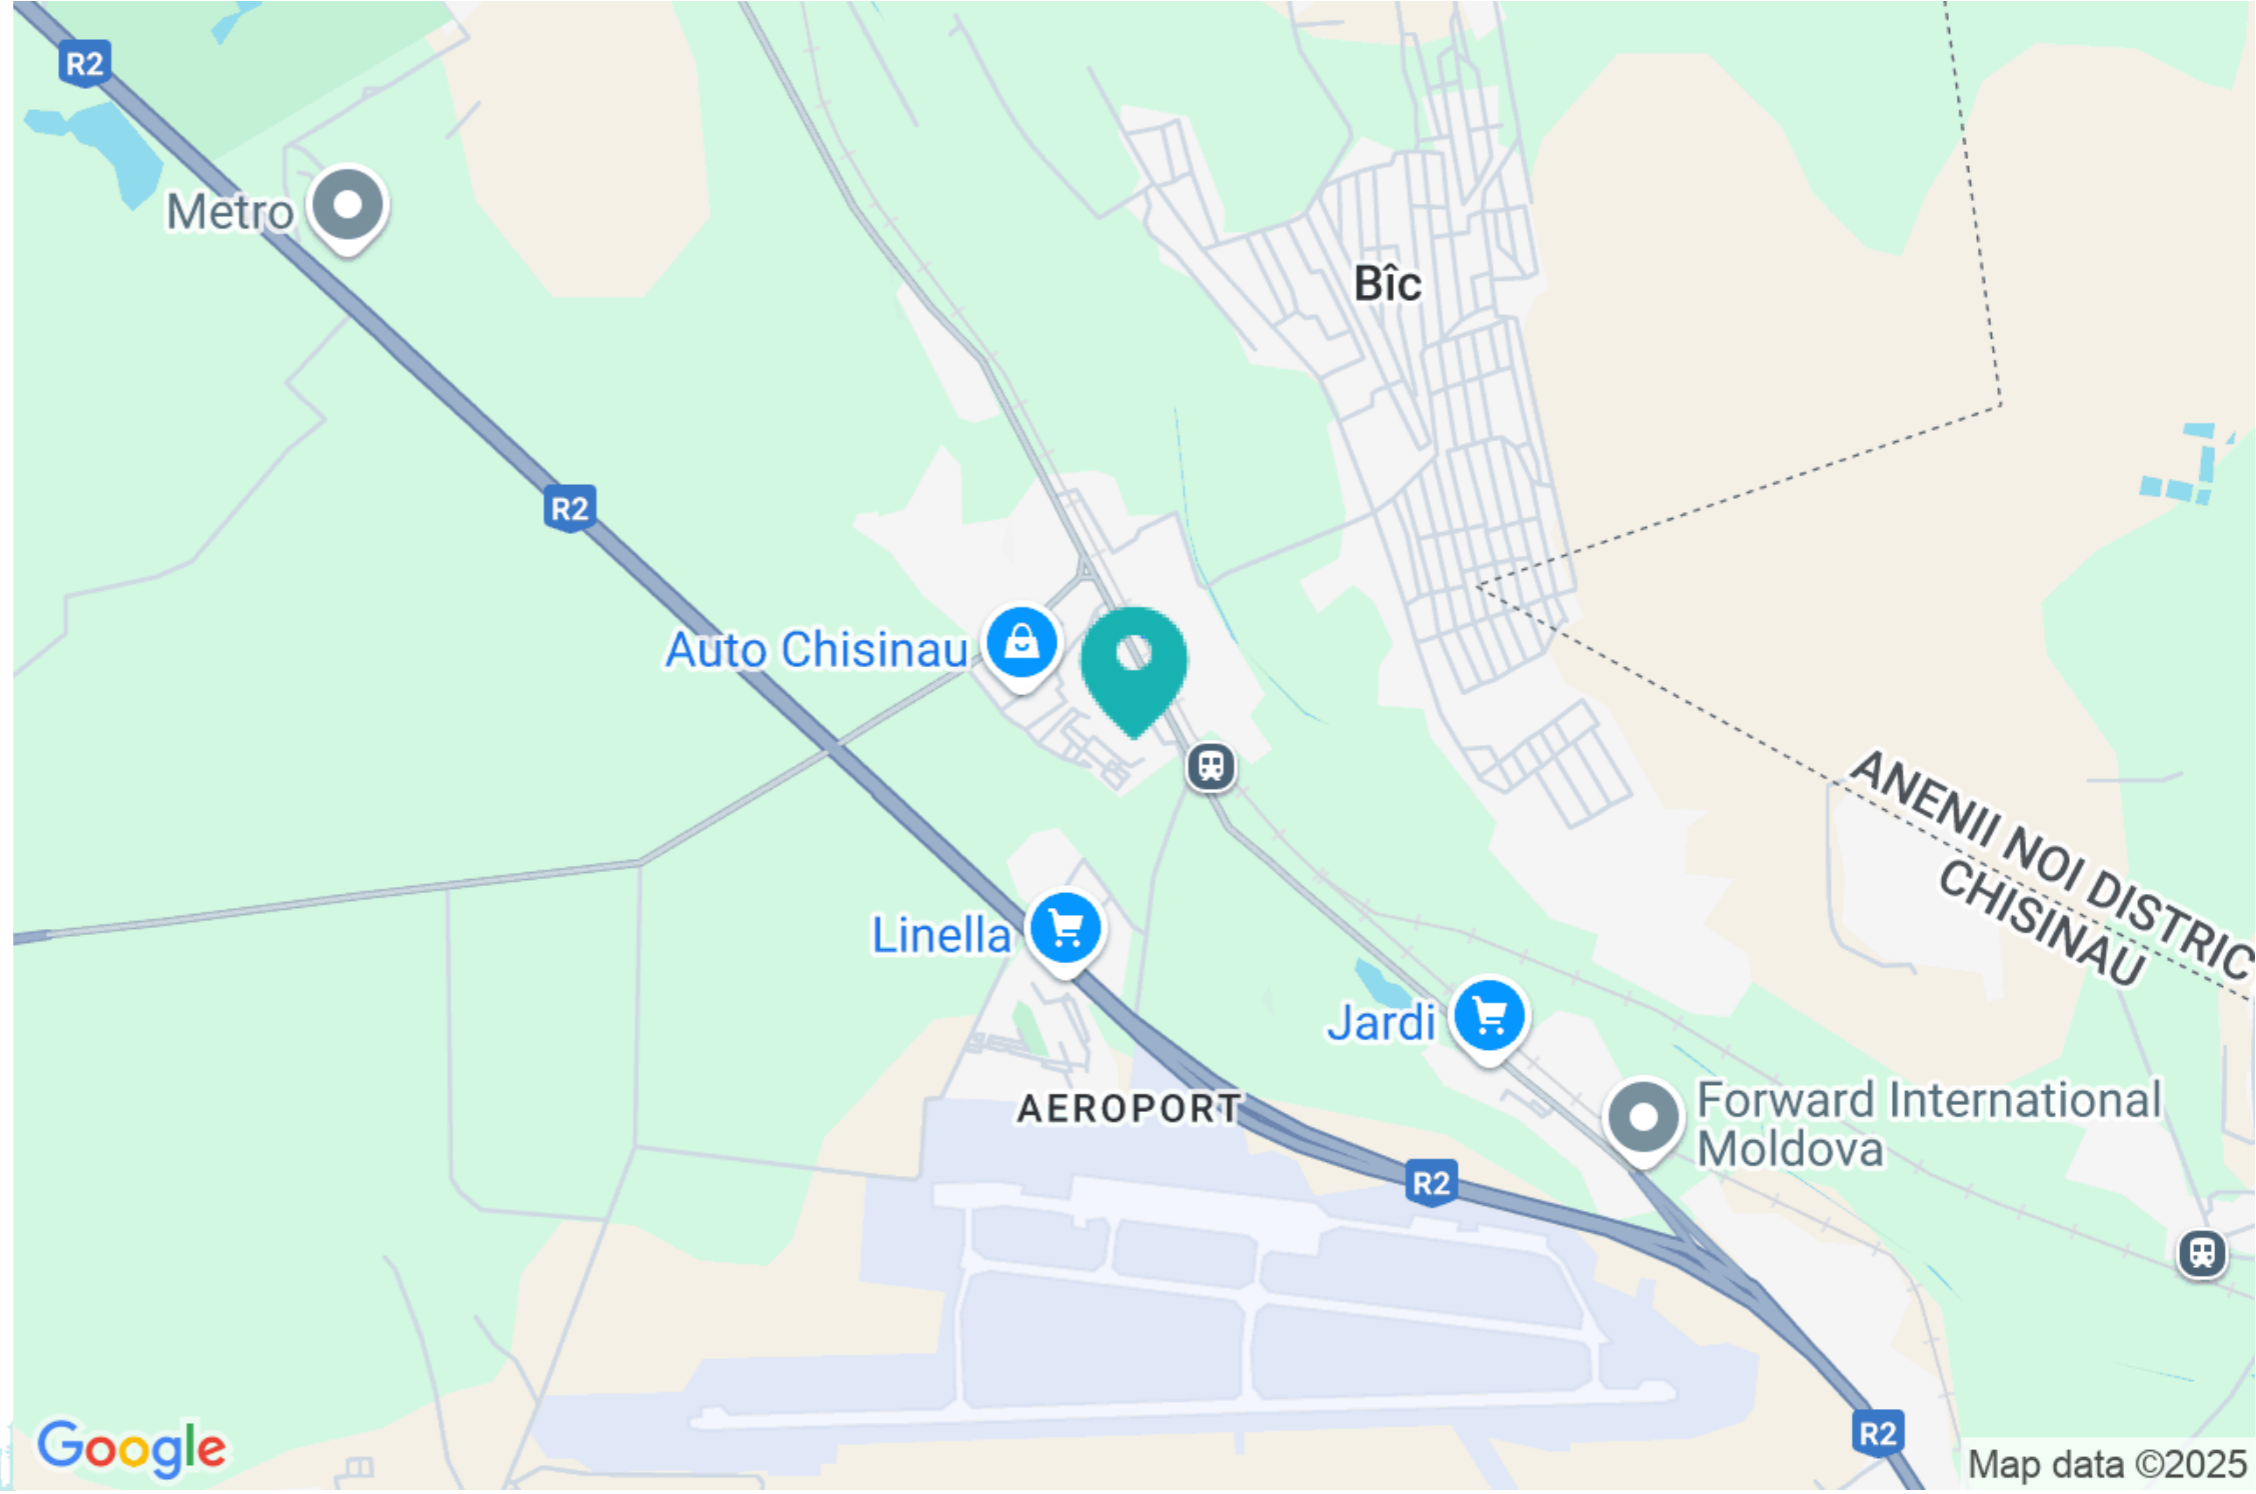 R2
Metro
Bîc
R2
Auto Chisinau
ANENII NOI DISTRIC
CHISINAU
Linella
Jardi
Forward International
Moldova
AEROPORT
R2
R2
Google
Map data ©2025